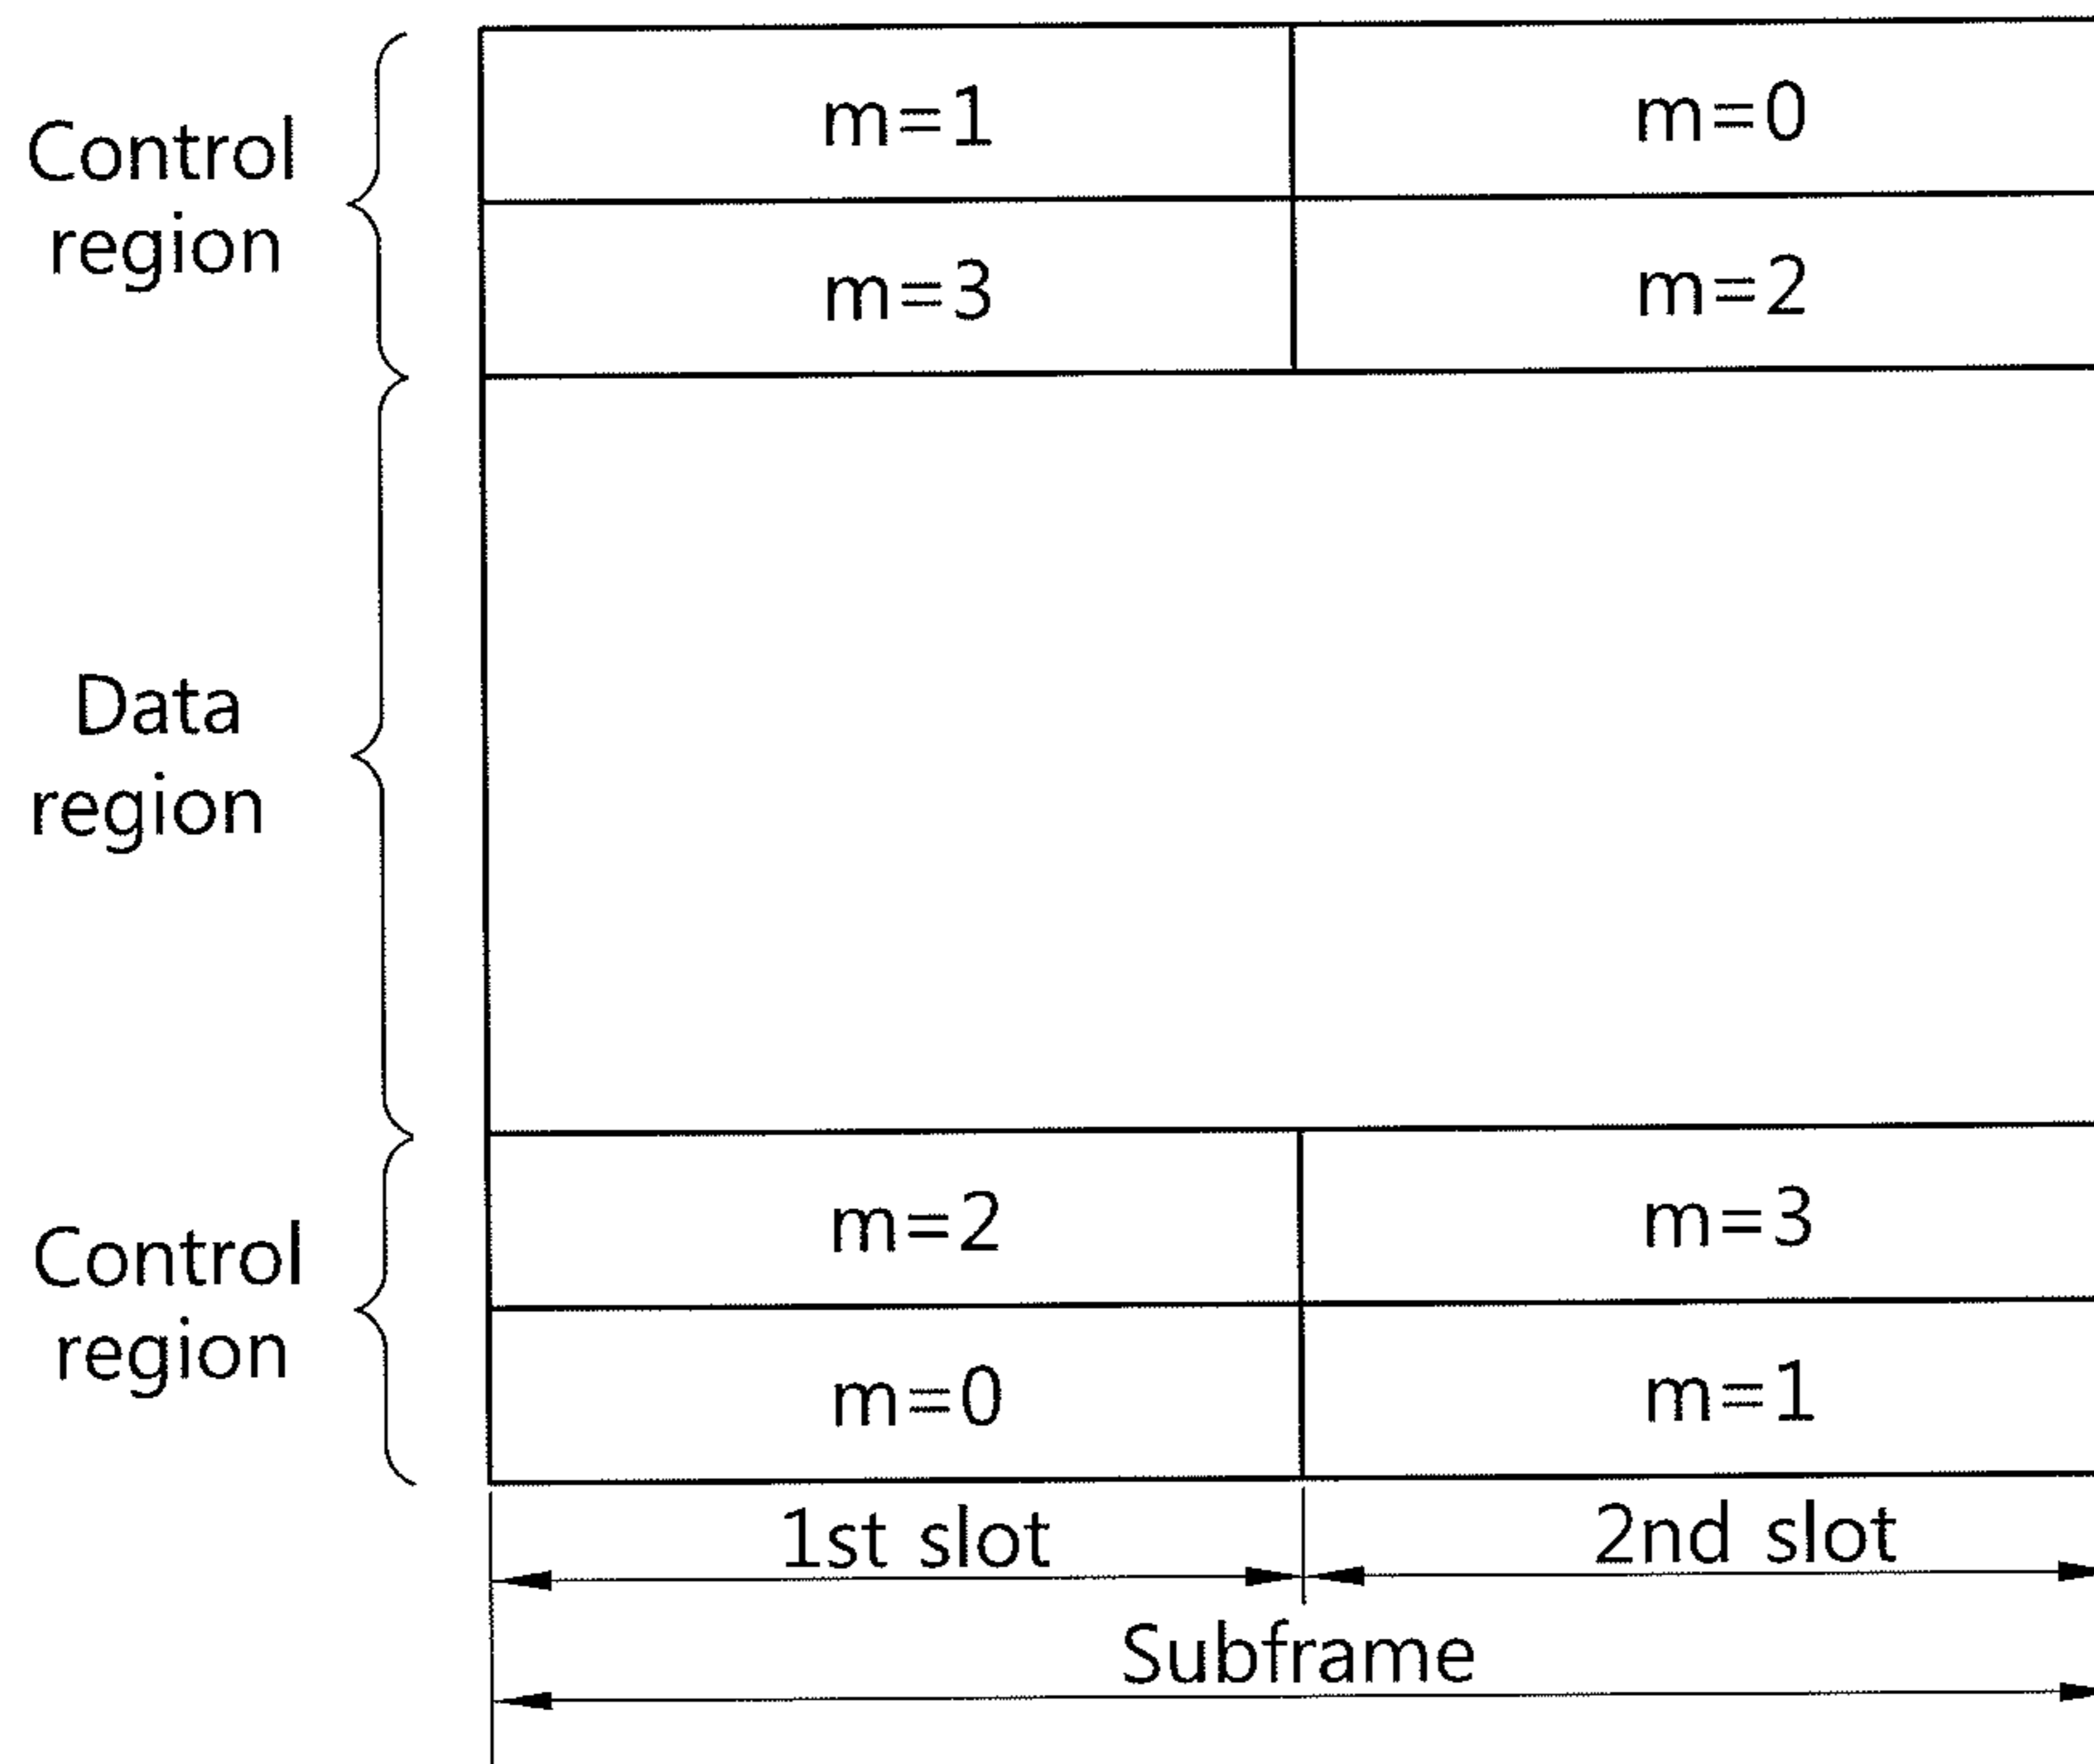 Control
region
m=1
m=0
m=3
m=2
Data
region
Control
region
m=2
m=3
m=0
m=1
1st slot
2nd slot
Subframe